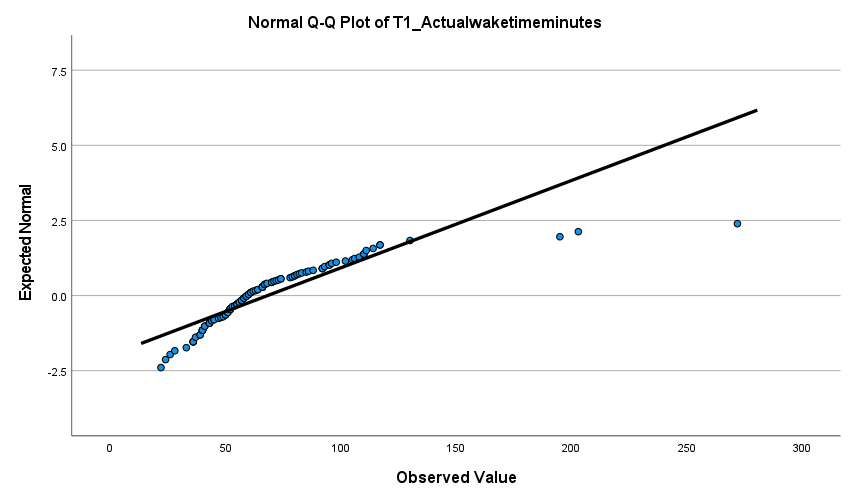 Normal Q-Q Plot of T1_Actualwaketimeminutes
7.5
5.0
2.5
0.0
-2.5
Expected Normal
0 50 100 150 200 250 300
Observed Value